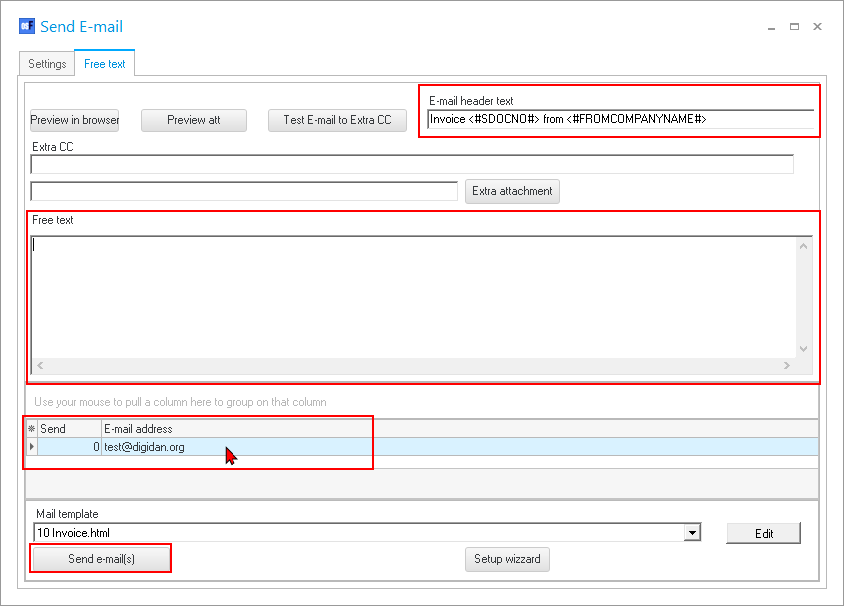 Send E-mail
Settings
Free text
E-mail header text
Invoice <#SDOCNO#> from <#FROMCOMPANYNAME#>
Preview in browser
Preview att
Test E-mail to Extra CC
Extra CC
Extra attachment
Free text
Use your mouse to pull a column here to group on that column
Send E-mail address
0 test@digidan.org
Mail template
10 Invoice.html
Edit
Send e-mail(s)
Setup wizzard